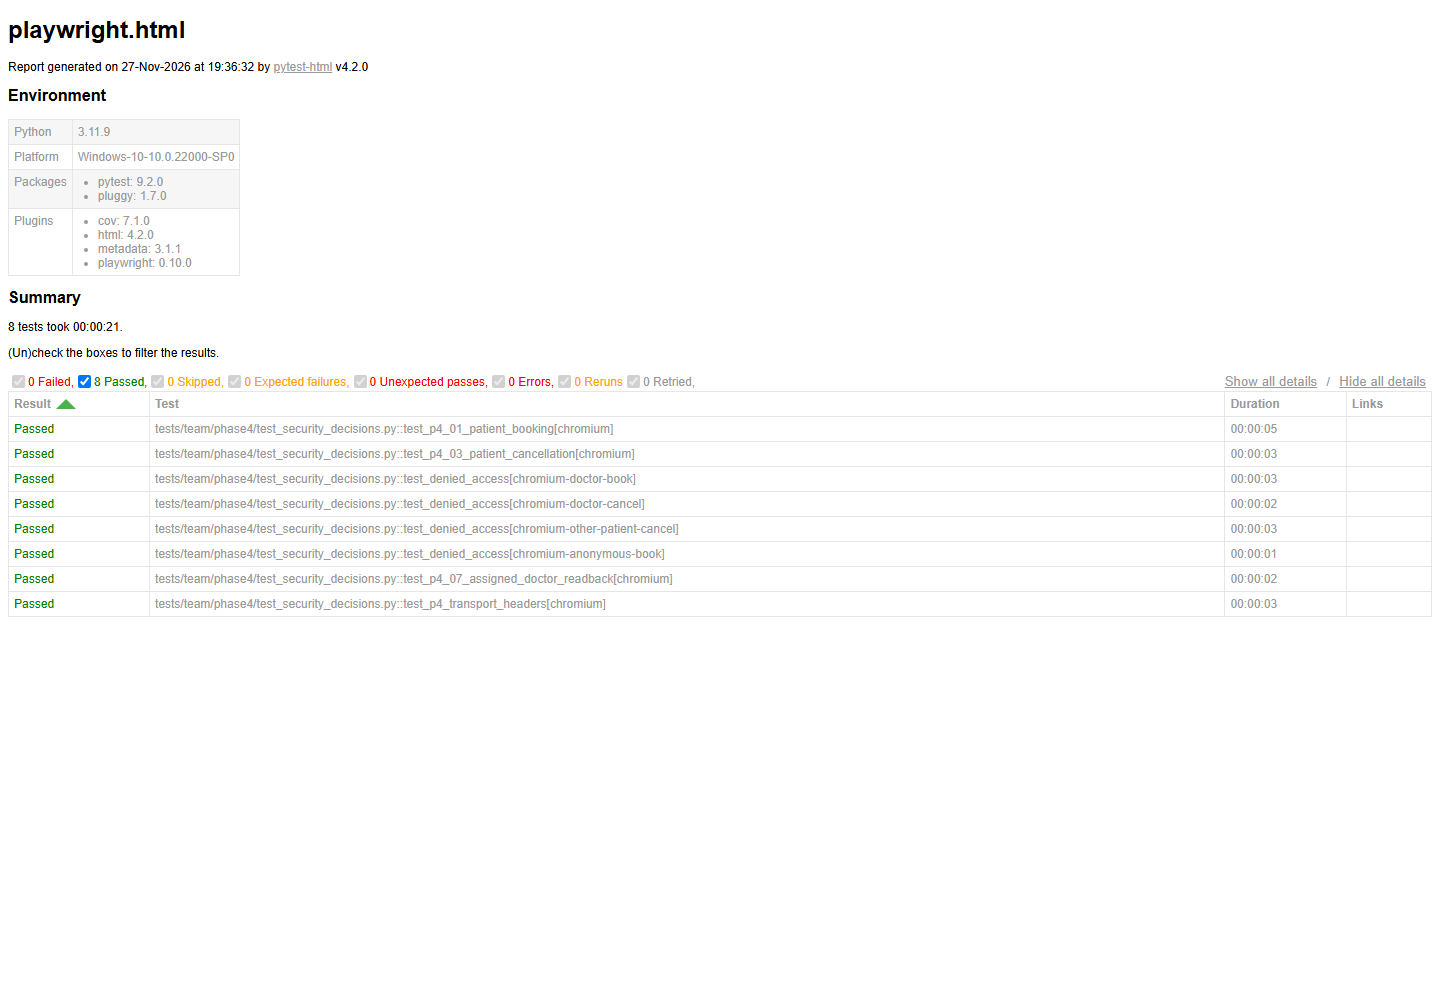 playwright.html
Report generated on 27-Nov-2026 at 19:36:32 by pytest-html v4.2.0
Environment
Python 3.11.9
Platform Windows-10-10.0.22000-SP0
Packages
pytest: 9.2.0
pluggy: 1.7.0
Plugins
cov: 7.1.0
html: 4.2.0
metadata: 3.1.1
playwright: 0.10.0
Summary
8 tests took 00:00:21.
(Un)check the boxes to filter the results.
0 Failed, 8 Passed, 0 Skipped, 0 Expected failures, 0 Unexpected passes, 0 Errors, 0 Reruns 0 Retried, Show all details / Hide all details
Result Test Duration Links
Passed tests/team/phase4/test_security_decisions.py::test_p4_01_patient_booking[chromium] 00:00:05
Passed tests/team/phase4/test_security_decisions.py::test_p4_03_patient_cancellation[chromium] 00:00:03
Passed tests/team/phase4/test_security_decisions.py::test_denied_access[chromium-doctor-book] 00:00:03
Passed tests/team/phase4/test_security_decisions.py::test_denied_access[chromium-doctor-cancel] 00:00:02
Passed tests/team/phase4/test_security_decisions.py::test_denied_access[chromium-other-patient-cancel] 00:00:03
Passed tests/team/phase4/test_security_decisions.py::test_denied_access[chromium-anonymous-book] 00:00:01
Passed tests/team/phase4/test_security_decisions.py::test_p4_07_assigned_doctor_readback[chromium] 00:00:02
Passed tests/team/phase4/test_security_decisions.py::test_p4_transport_headers[chromium] 00:00:03